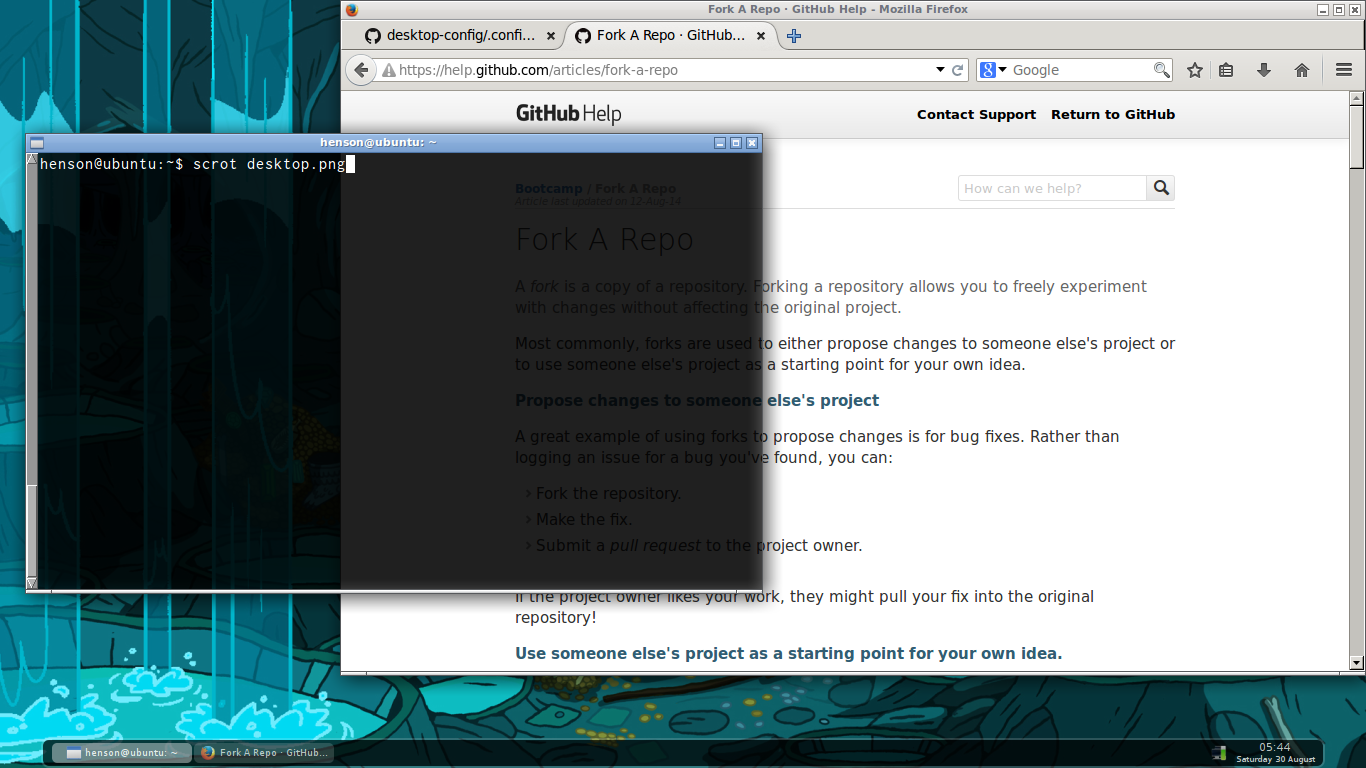 Fork A Repo · GitHub Help - Mozilla Firefox
desktop-config/.confi...
Fork A Repo · GitHub...
https://help.github.com/articles/fork-a-repo
Google
GitHub Help
Contact Support Return to GitHub
henson@ubuntu: ~
henson@ubuntu:~$ scrot desktop.png
Bootcamp / Fork A Repo
Article last updated on 12-Aug-14
How can we help?
Fork A Repo
A fork is a copy of a repository. Forking a repository allows you to freely experiment
with changes without affecting the original project.
Most commonly, forks are used to either propose changes to someone else's project or
to use someone else's project as a starting point for your own idea.
Propose changes to someone else's project
A great example of using forks to propose changes is for bug fixes. Rather than
logging an issue for a bug you've found, you can:
› Fork the repository.
› Make the fix.
› Submit a pull request to the project owner.
If the project owner likes your work, they might pull your fix into the original
repository!
Use someone else's project as a starting point for your own idea.
henson@ubuntu: ~
Fork A Repo · GitHub...
05:44
Saturday 30 August